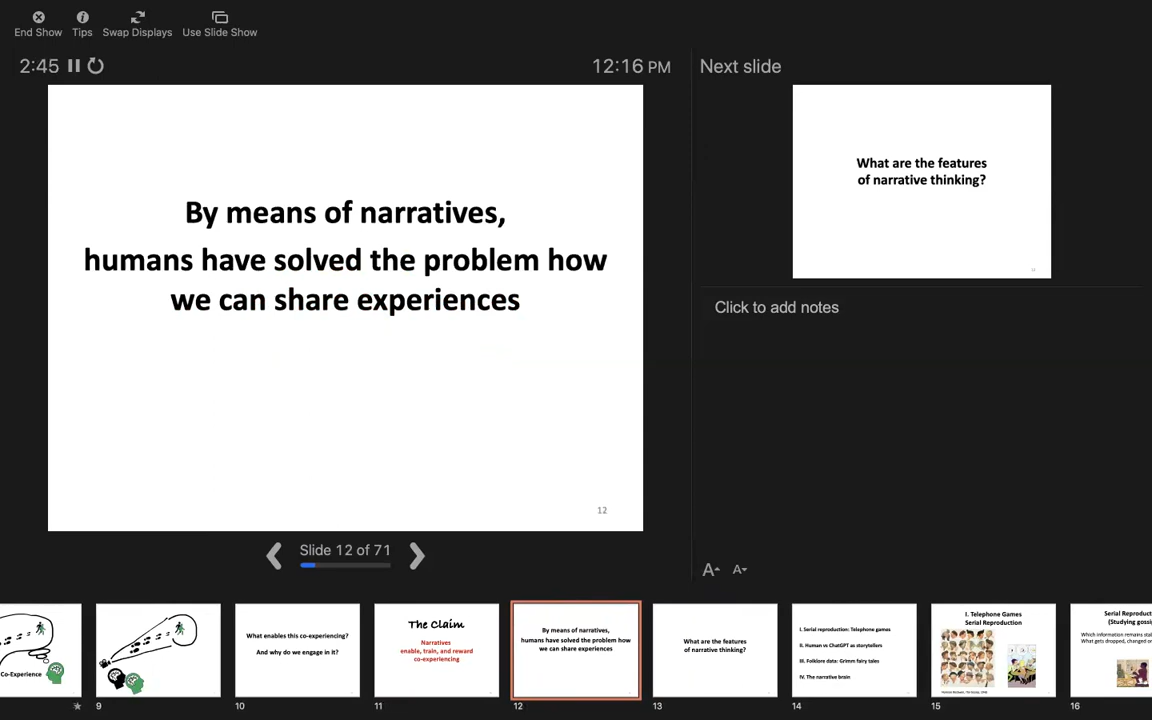 End Show
Tips
Swap Displays
Use Slide Show
2:45
12:16 PM
Next slide
By means of narratives,
humans have solved the problem how
we can share experiences
12
Slide 12 of 71
What are the features
of narrative thinking?
Click to add notes
A
A
Co-Experience
9
What enables this co-experiencing?
And why do we engage in it?
10
The Claim
Narratives
enable, train, and reward
co-experiencing
11
By means of narratives,
humans have solved the problem how
we can share experiences
12
What are the features
of narrative thinking?
13
I. Serial reproduction: Telephone games
II. Human vs ChatGPT as storytellers
III. Folklore data: Grimm fairy tales
IV. The narrative brain
14
I. Telephone Games
Serial Reproduction
15
Serial Reproduct
(Studying gossi
Which information remains sta
What gets dropped, changed o
16